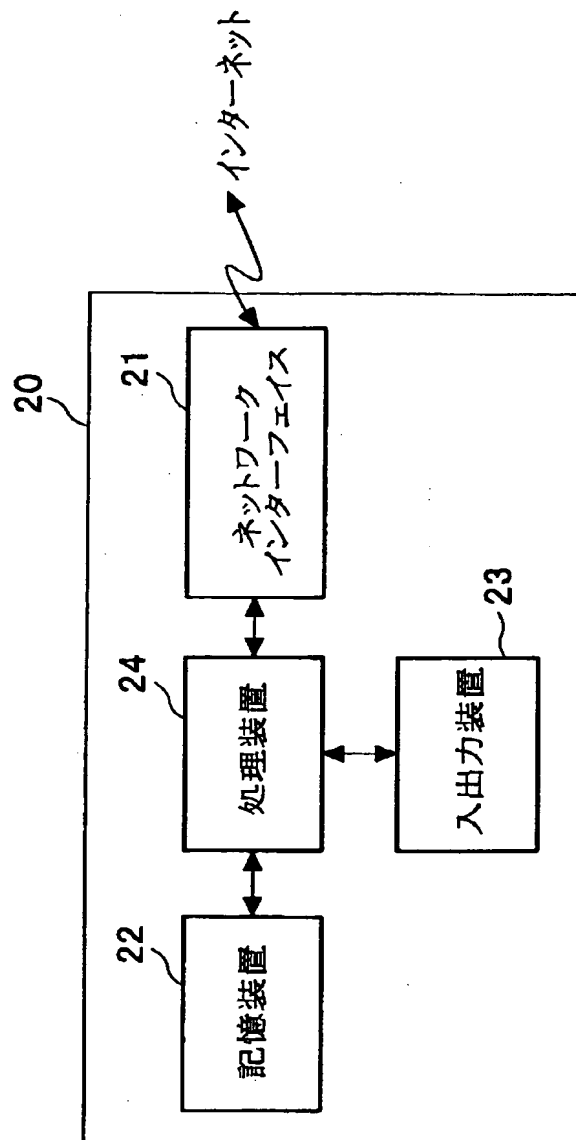 20
22
記憶装置
24
処理装置
21
ネットワーク
インターフェイス
インターネット
23
入出力装置